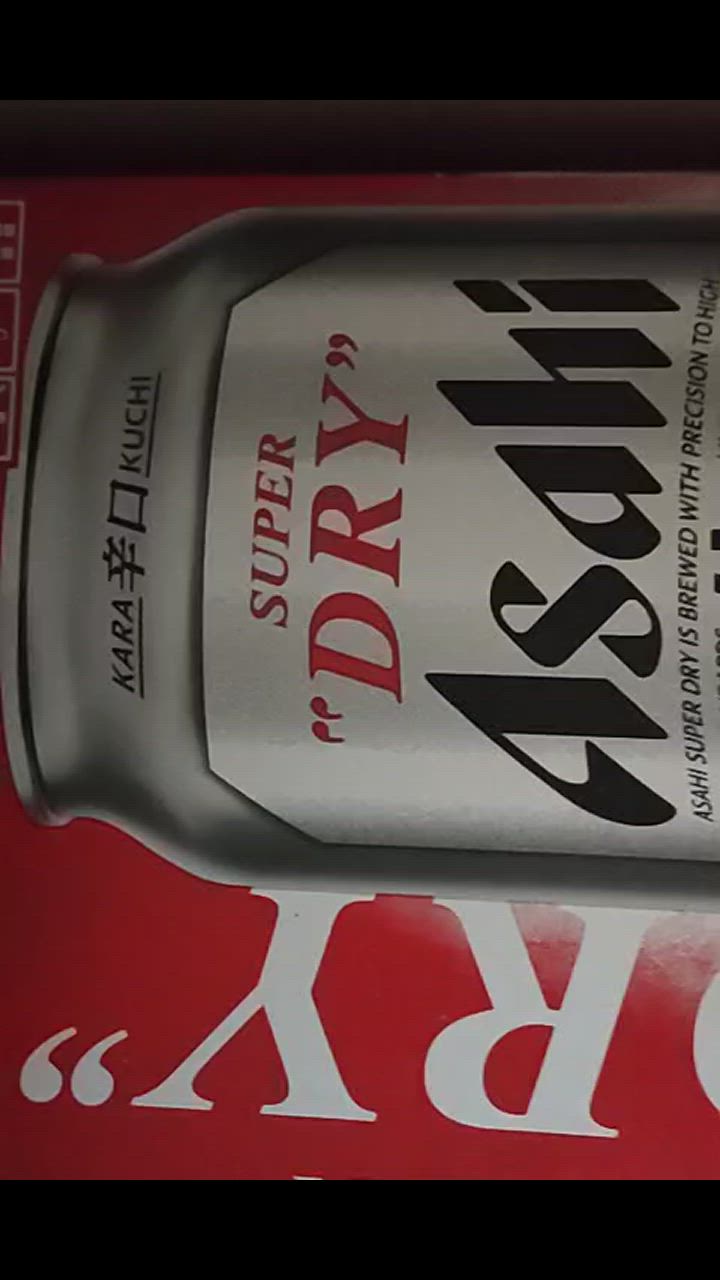 KARA辛口KUCHI
SUPER
"DRY"
Asahi
ASAHI SUPER DRY IS BREWED WITH PRECISION TO HIGH
RY"